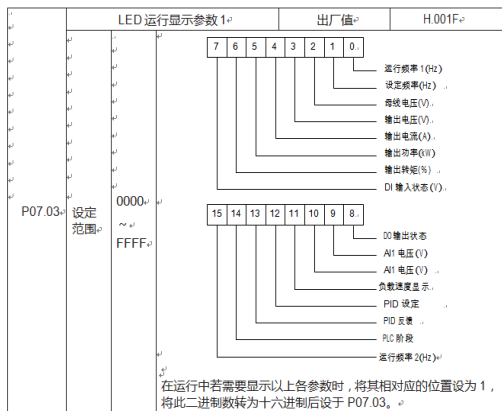 LED 运行显示参数 1 出厂值 H.001F
7 6 5 4 3 2 1 0
运行频率1(Hz)
设定频率(Hz)
母线电压(V)
输出电压(V)
输出电流(A)
输出功率(kW)
输出转矩(%)
DI 输入状态(V)
P07.03 设定范围 0000 ~ FFFF
15 14 13 12 11 10 9 8
DO 输出状态
AI1 电压(V)
AI1 电压(V)
负载速度显示
PID 设定
PID 反馈
PLC 阶段
运行频率 2(Hz)
在运行中若需要显示以上各参数时，将其相对应的位置设为 1，
将此二进制数转为十六进制后设于 P07.03。